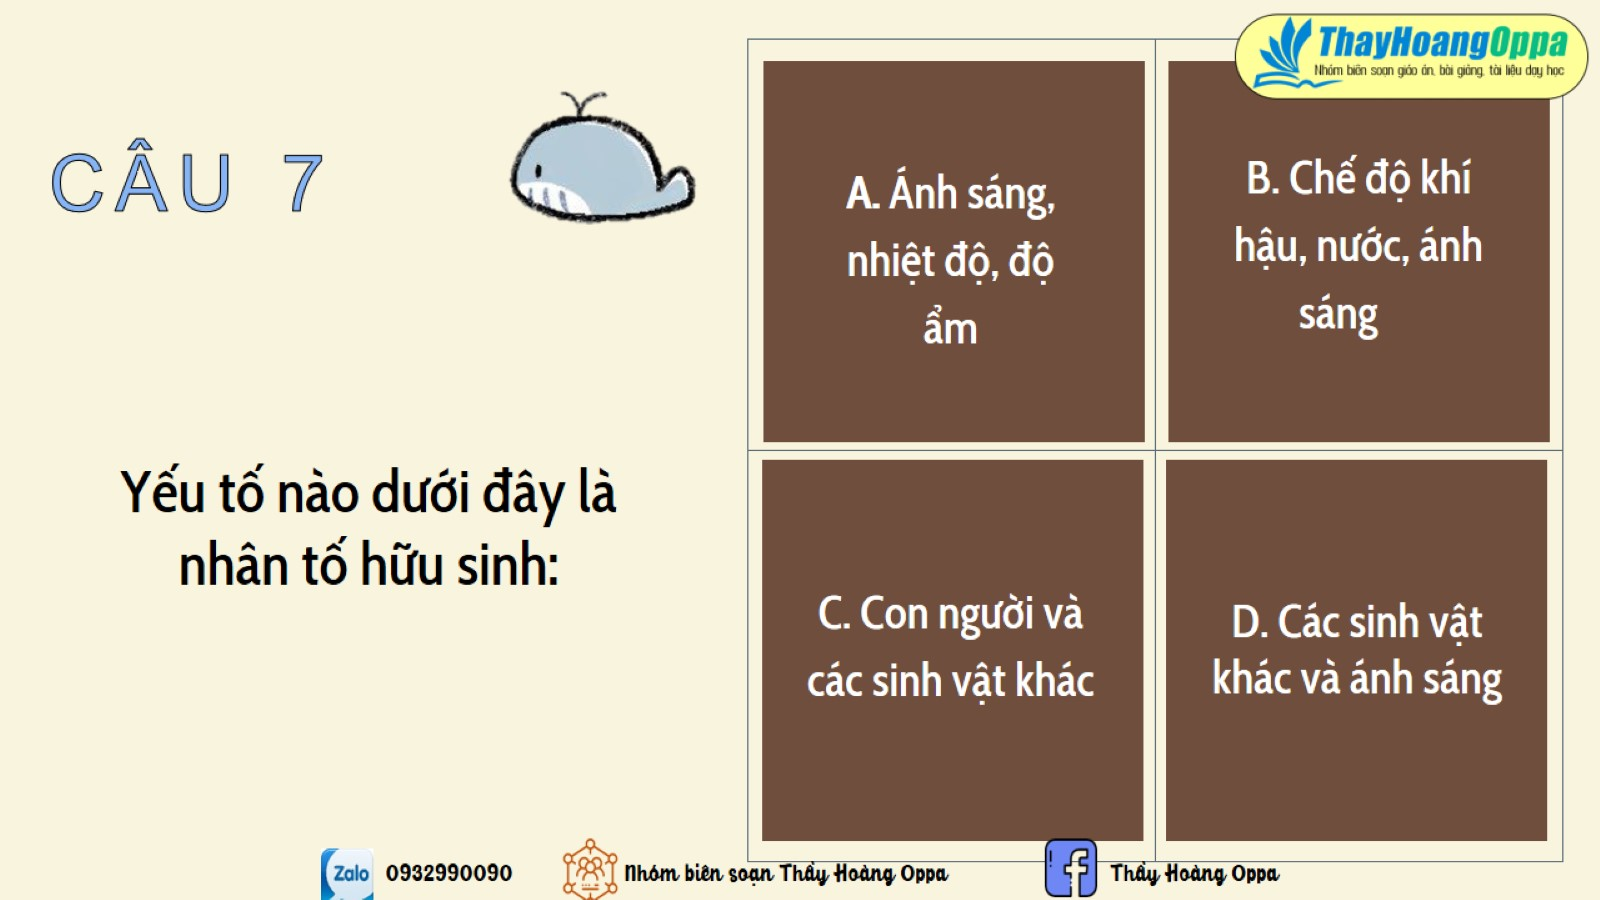 ThayHoangOppa
Nhóm biên soạn giáo án, bài giảng, tài liệu dạy học
CÂU 7
Yếu tố nào dưới đây là
nhân tố hữu sinh:
A. Ánh sáng,
nhiệt độ, độ
ẩm
B. Chế độ khí
hậu, nước, ánh
sáng
C. Con người và
các sinh vật khác
D. Các sinh vật
khác và ánh sáng
Zalo 0932990090 Nhóm biên soạn Thầy Hoàng Oppa Thầy Hoàng Oppa